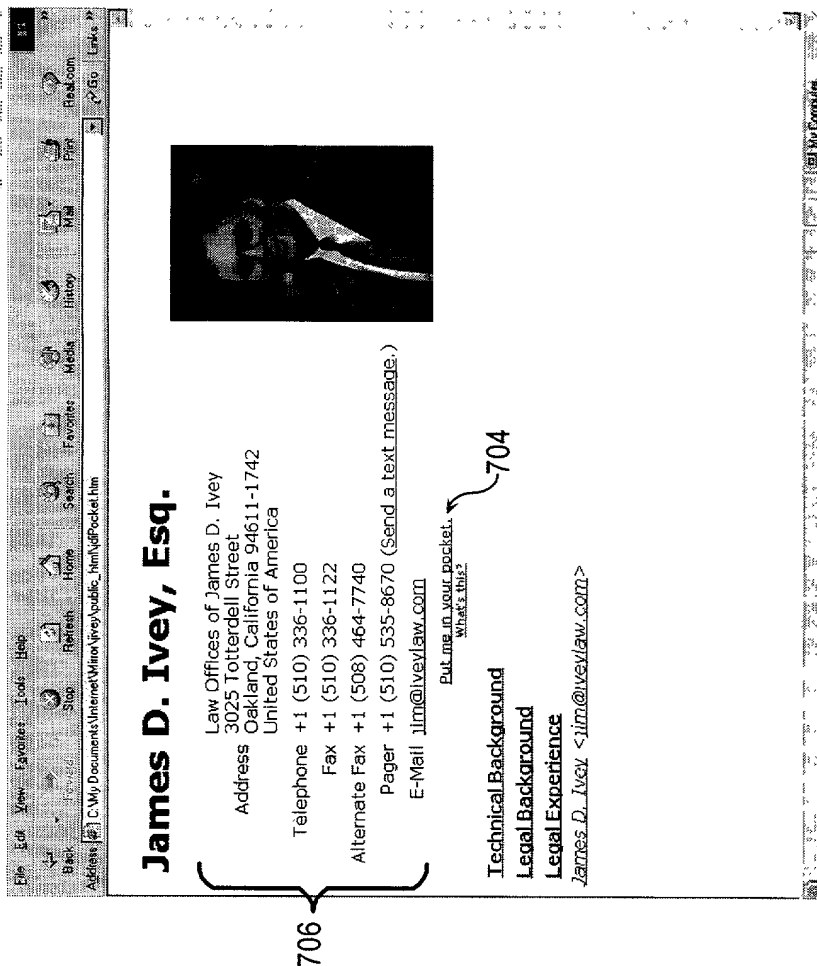 File Edit View Favorites Tools Help
Back Forward Stop Refresh Home Search Favorites Media History Mail Print Real.com
Address C:\My Documents\Internet\Minor\jivey\public_html\jdiPocket.htm Go Links
James D. Ivey, Esq.
Address Law Offices of James D. Ivey
3025 Totterdell Street
Oakland, California 94611-1742
United States of America
Telephone +1 (510) 336-1100
Fax +1 (510) 336-1122
Alternate Fax +1 (508) 464-7740
Pager +1 (510) 535-8670 (Send a text message.)
E-Mail jim@iveylaw.com
706
Put me in your pocket.
704
What's this?
Technical Background
Legal Background
Legal Experience
James D. Ivey <jim@iveylaw.com>
My Computer